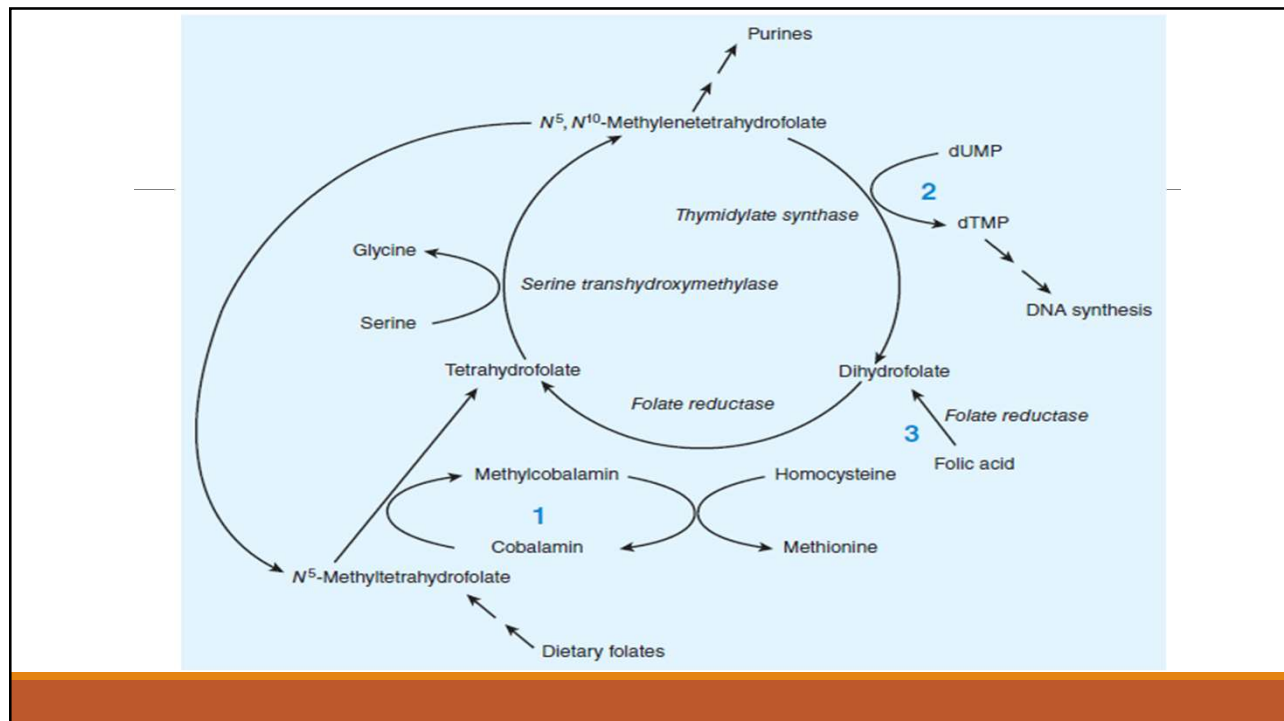 Purines
N⁵, N¹⁰-Methylenetetrahydrofolate
dUMP
2
Thymidylate synthase
dTMP
Glycine
Serine transhydroxymethylase
DNA synthesis
Serine
Tetrahydrofolate
Dihydrofolate
Folate reductase
Folate reductase
3
Folic acid
Methylcobalamin
Homocysteine
1
Cobalamin
Methionine
N⁵-Methyltetrahydrofolate
Dietary folates